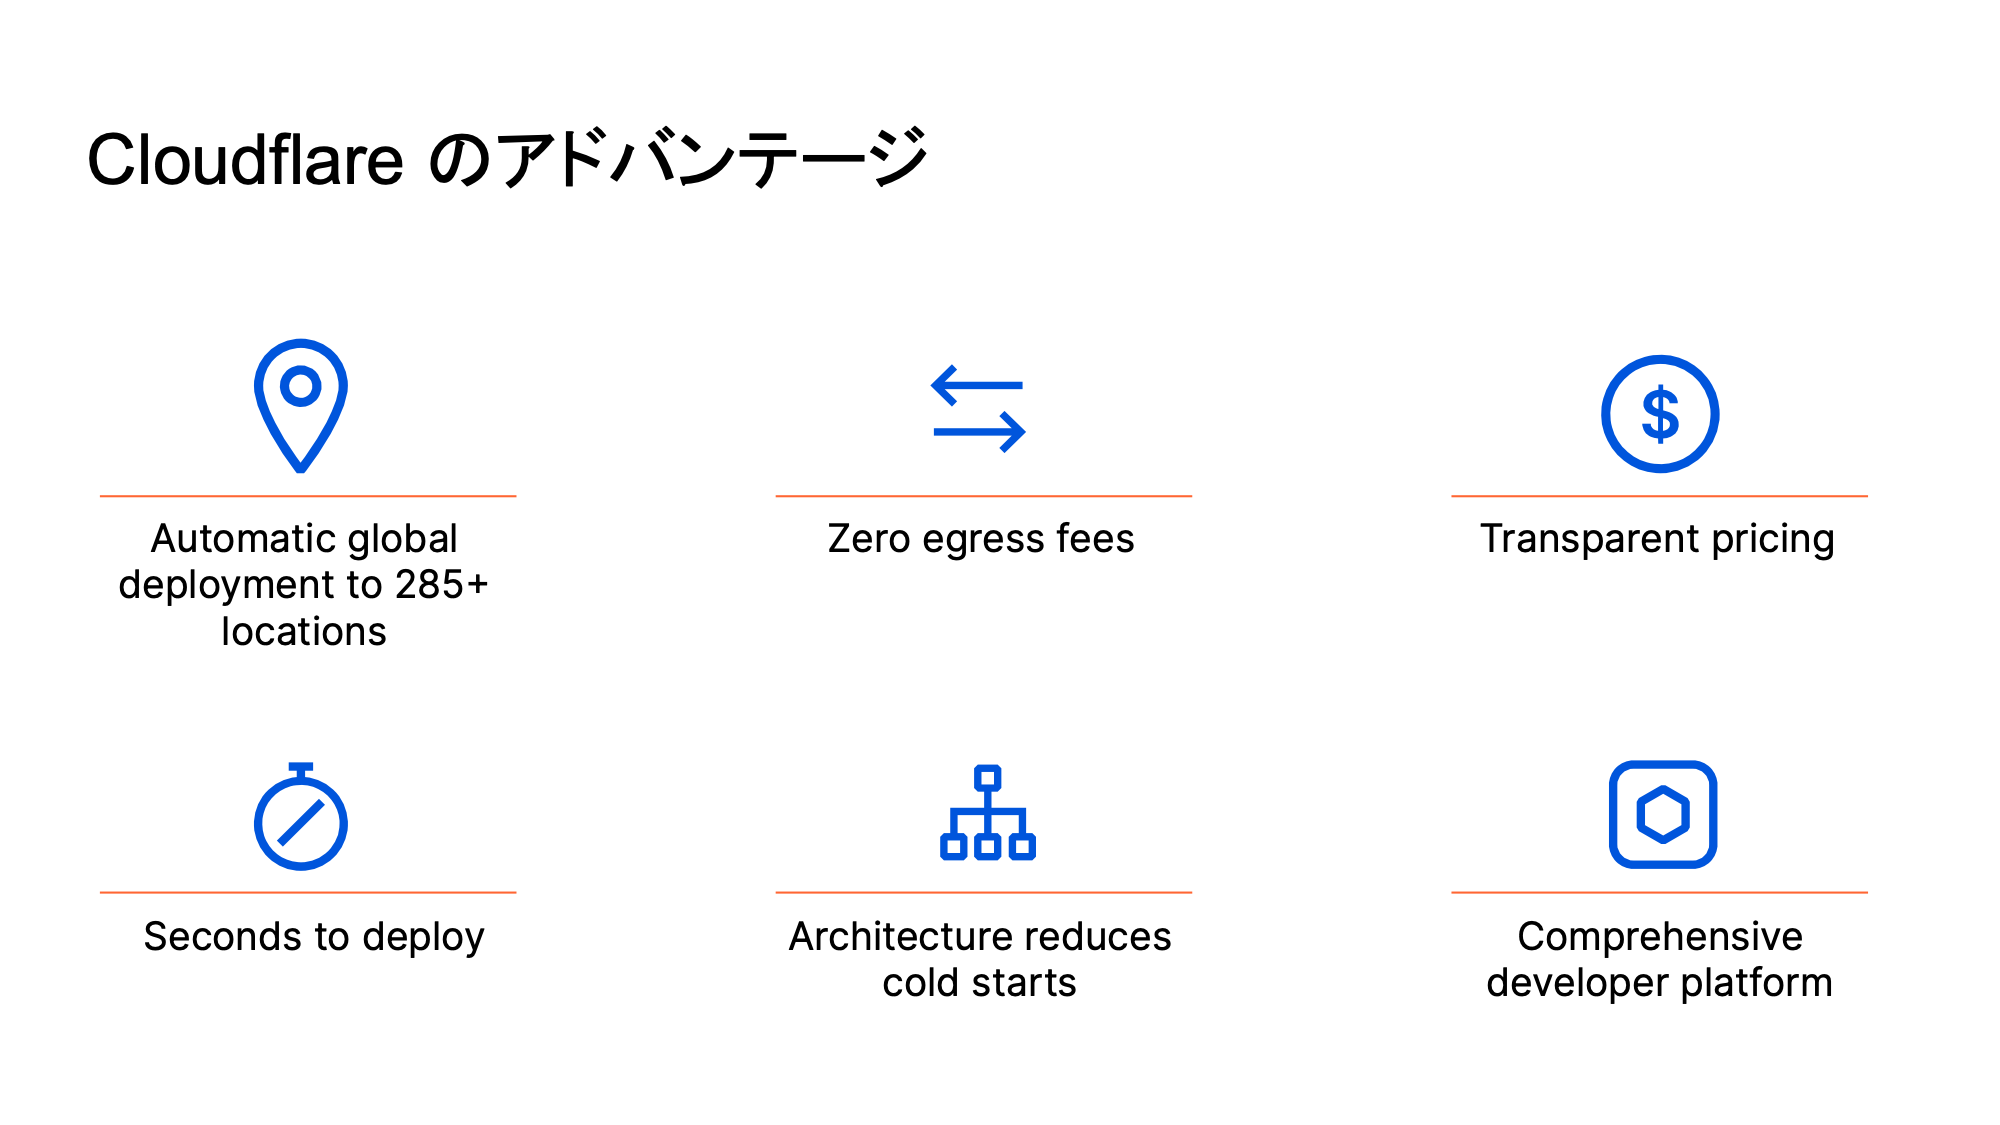 Cloudflare のアドバンテージ
Automatic global
deployment to 285+
locations
Zero egress fees
$
Transparent pricing
Seconds to deploy
Architecture reduces
cold starts
Comprehensive
developer platform